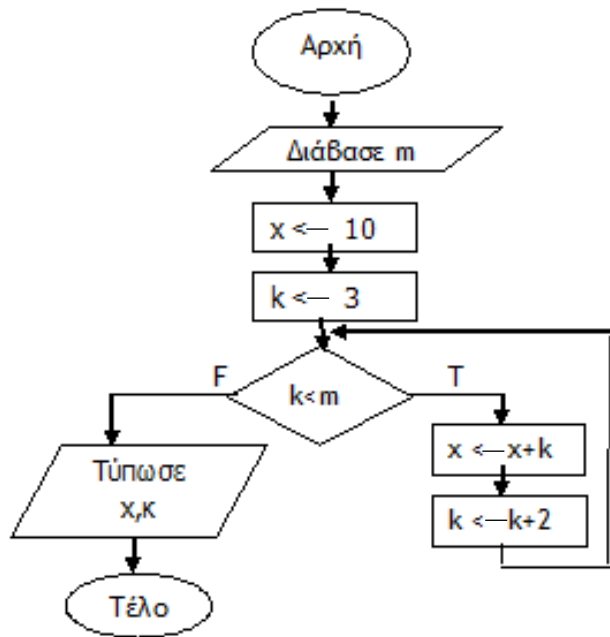 Αρχή
Διάβασε m
x <— 10
k <— 3
k<m
F
T
Τύπωσε
x,κ
x <—x+k
k <—k+2
Τέλο